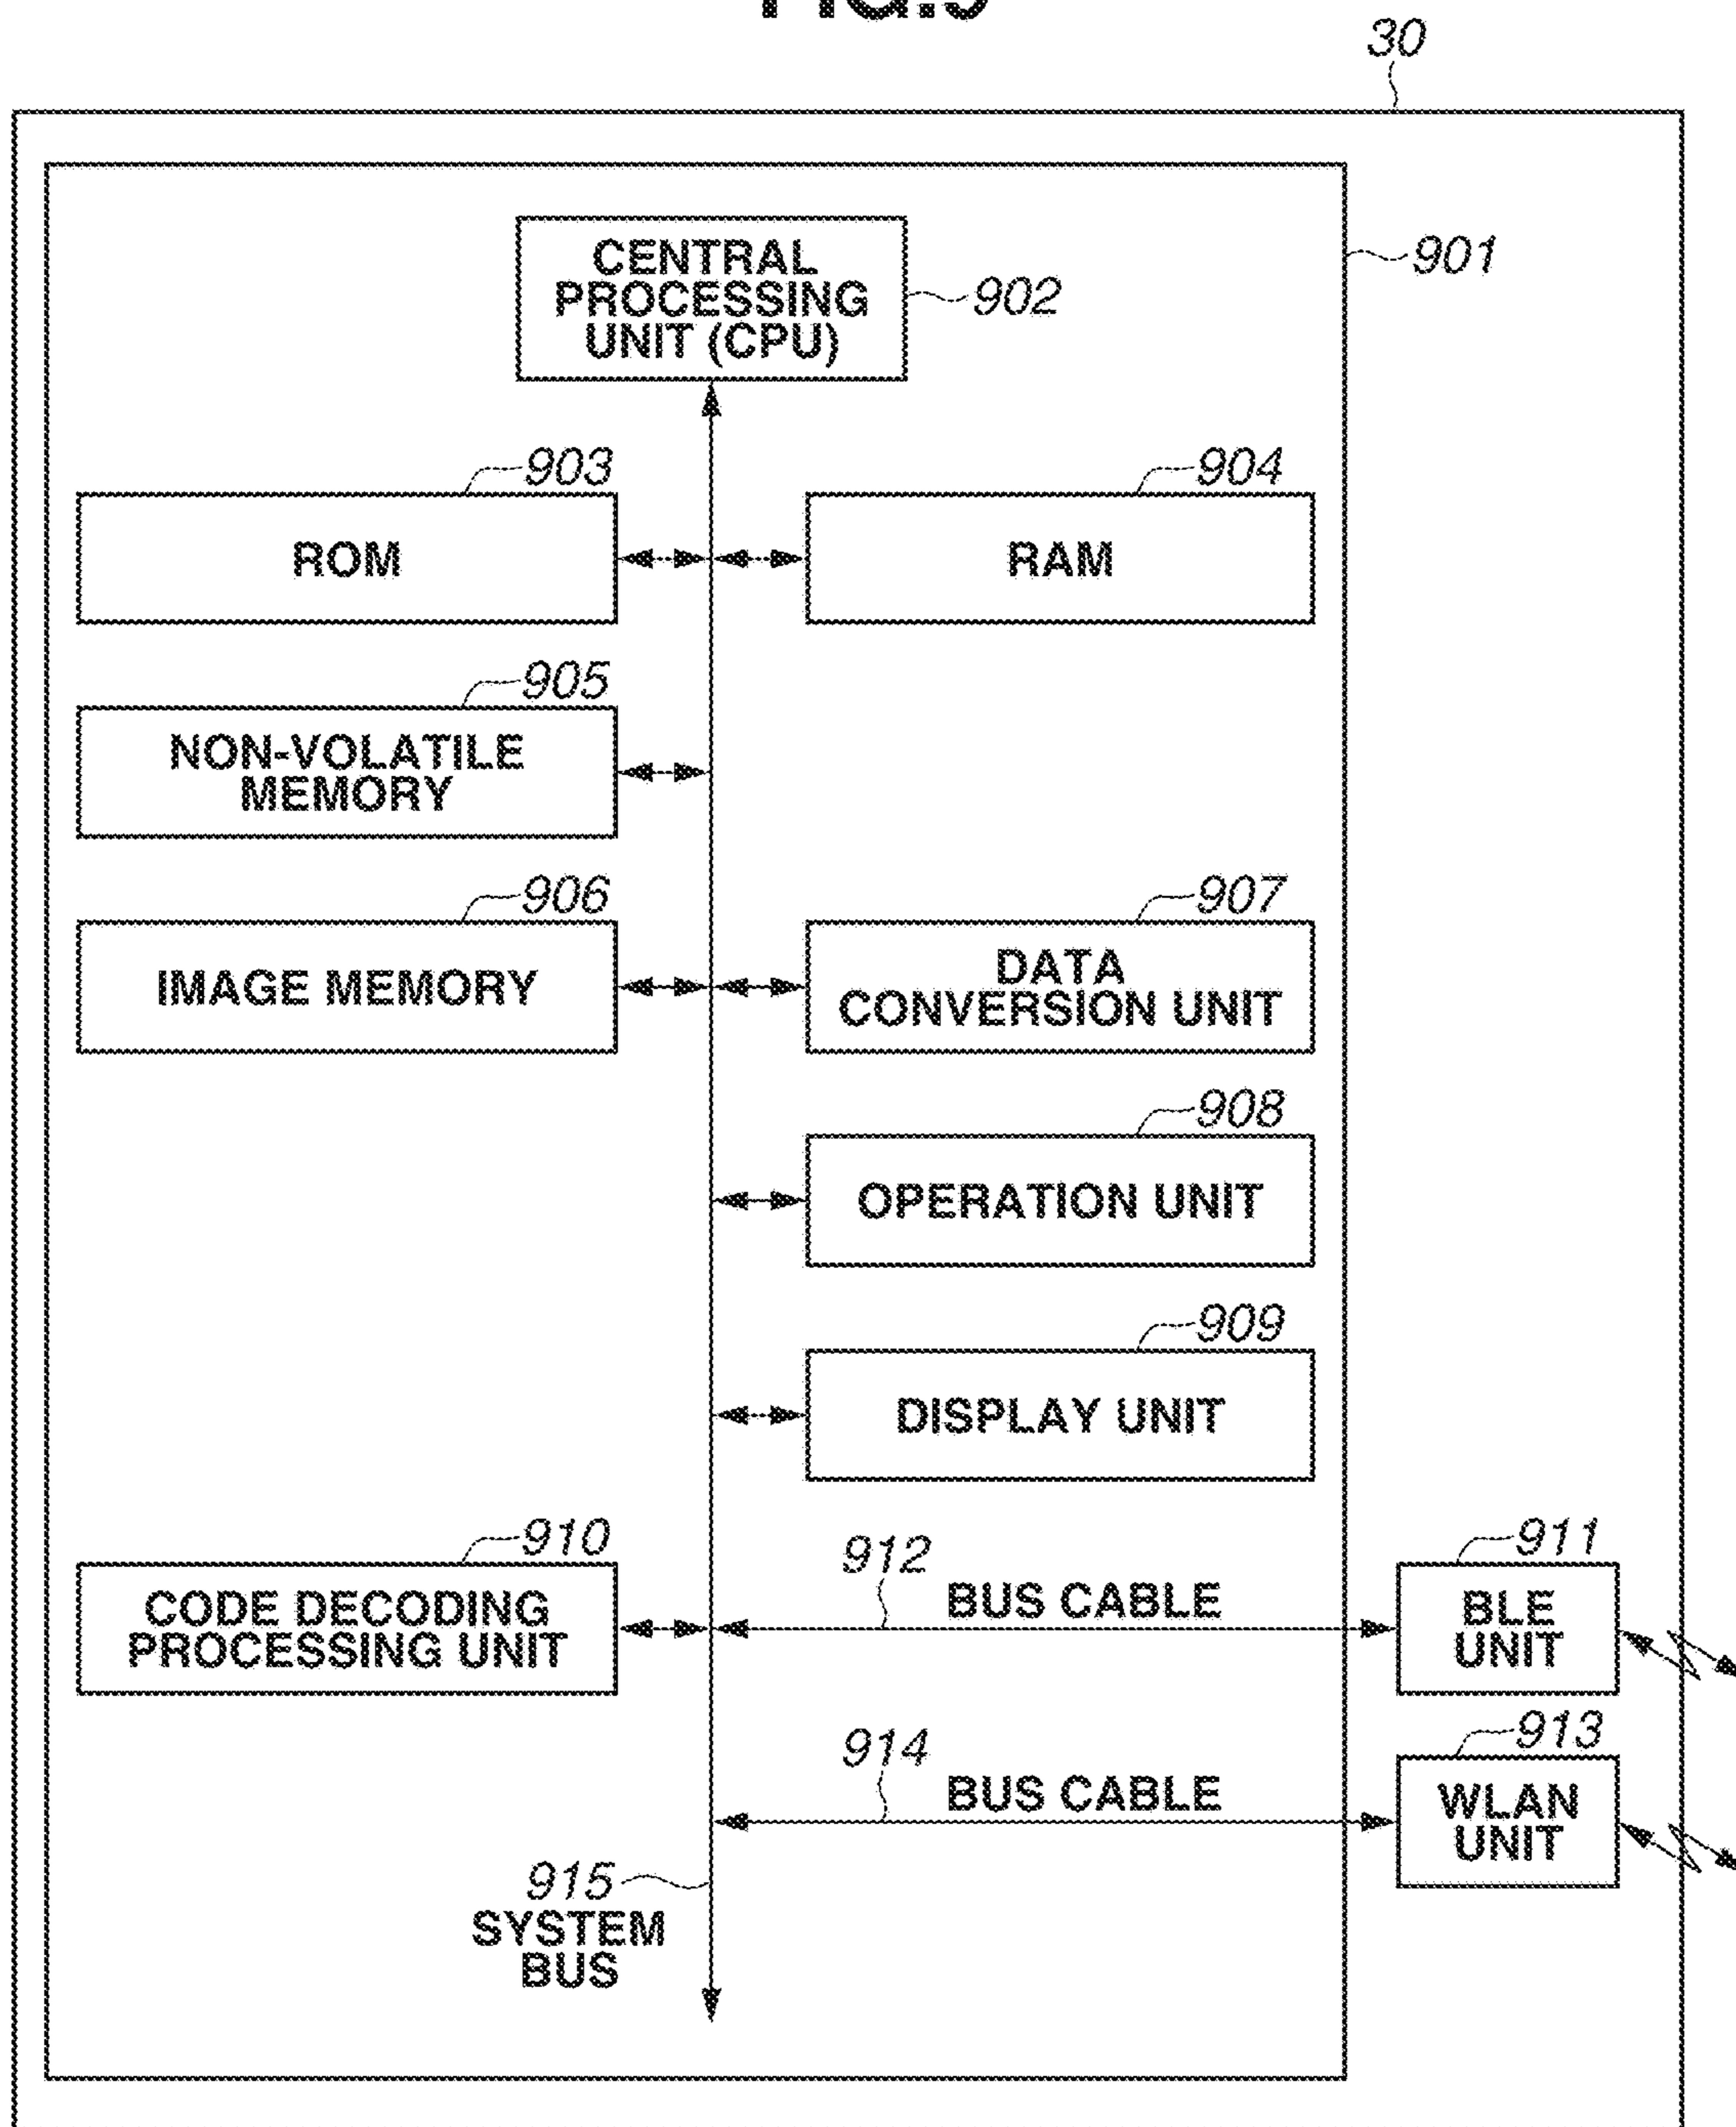 30
901
CENTRAL
PROCESSING
UNIT (CPU)
902
903
904
ROM
RAM
905
NON-VOLATILE
MEMORY
906
907
IMAGE MEMORY
DATA
CONVERSION UNIT
908
OPERATION UNIT
909
DISPLAY UNIT
910
912
911
CODE DECODING
PROCESSING UNIT
BUS CABLE
BLE
UNIT
914
913
BUS CABLE
WLAN
UNIT
915
SYSTEM
BUS